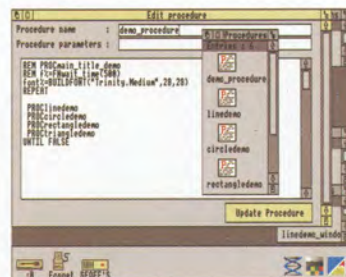 Edit procedure
Procedure name : demo_procedure
Procedure parameters :
Procedures
Entries : 6
demo_procedure
linedemo
circledemo
rectangledemo
REM PROCmain_title_demo
REM FX=FNwait_time(500)
font%=BUILDFONT("Trinity.Medium",28,28)
REPEAT
PROClinedemo
PROCcircledemo
PROCrectangledemo
PROCtriangledemo
UNTIL FALSE
Update Procedure
linedemo_windo
:0